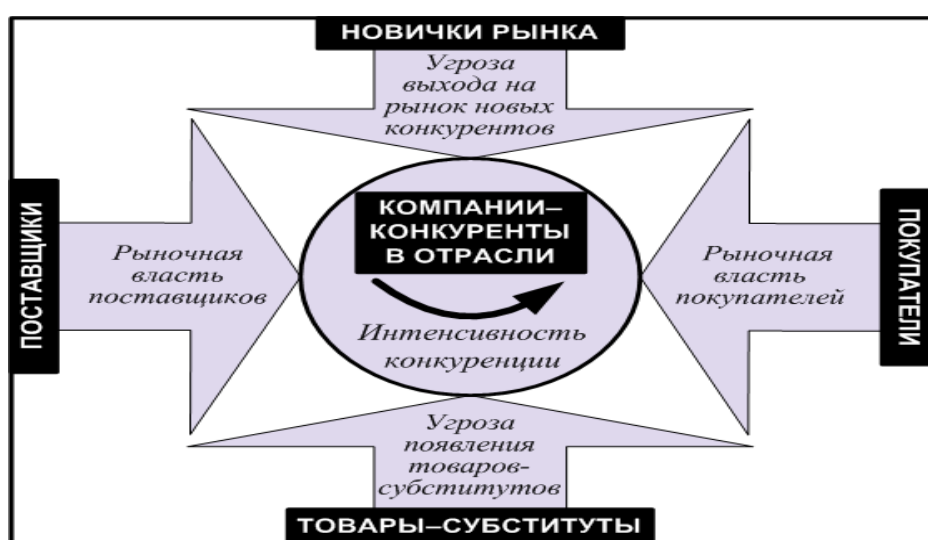 НОВИЧКИ РЫНКА
Угроза
выхода на
рынок новых
конкурентов
ПОСТАВЩИКИ
Рыночная
власть
поставщиков
КОМПАНИИ–
КОНКУРЕНТЫ
В ОТРАСЛИ
Интенсивность
конкуренции
Рыночная
власть
покупателей
ПОКУПАТЕЛИ
Угроза
появления
товаров-
субститутов
ТОВАРЫ–СУБСТИТУТЫ